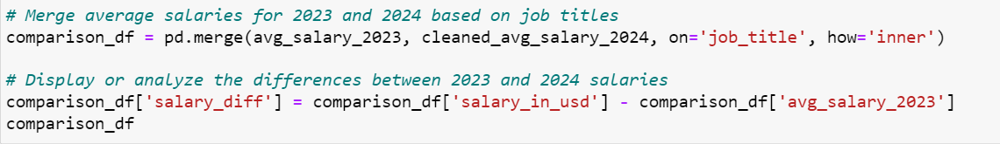 # Merge average salaries for 2023 and 2024 based on job titles
comparison_df = pd.merge(avg_salary_2023, cleaned_avg_salary_2024, on='job_title', how='inner')
# Display or analyze the differences between 2023 and 2024 salaries
comparison_df['salary_diff'] = comparison_df['salary_in_usd'] - comparison_df['avg_salary_2023']
comparison_df